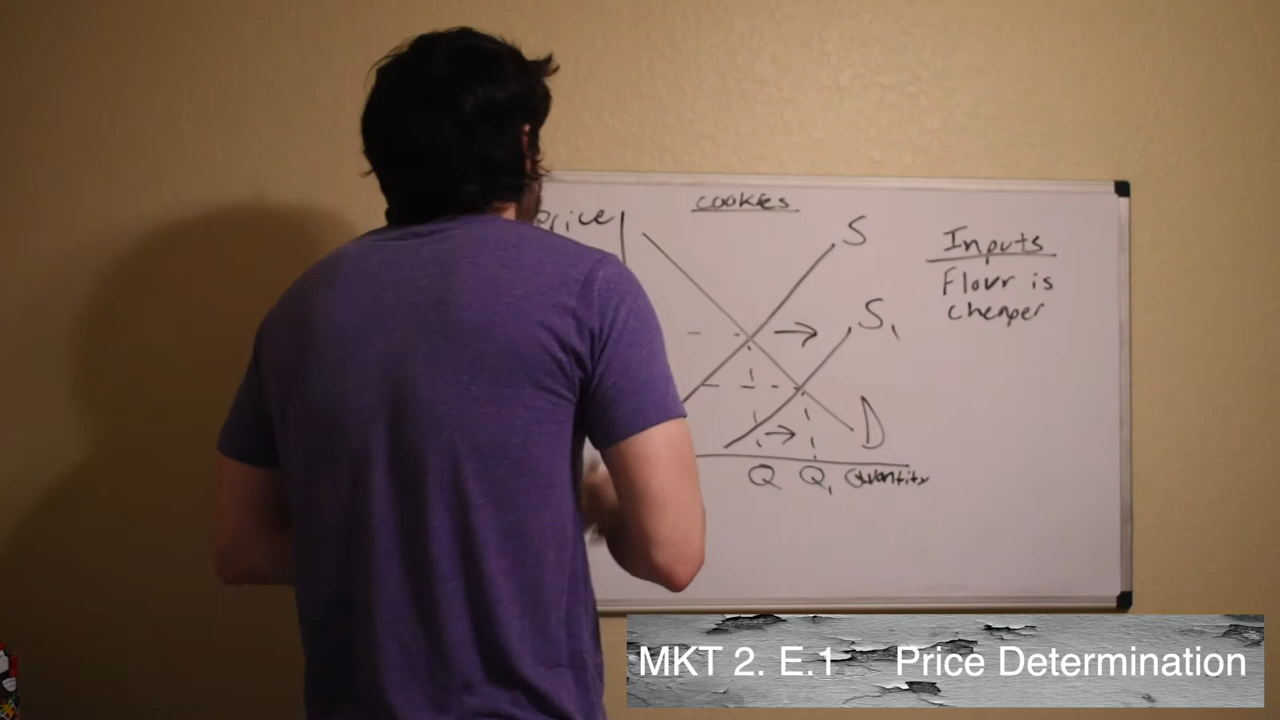 cookies
Price
S
Inputs
Flour is
cheaper
S₁
D
Q Q₁ Quantity
MKT 2. E.1 Price Determination